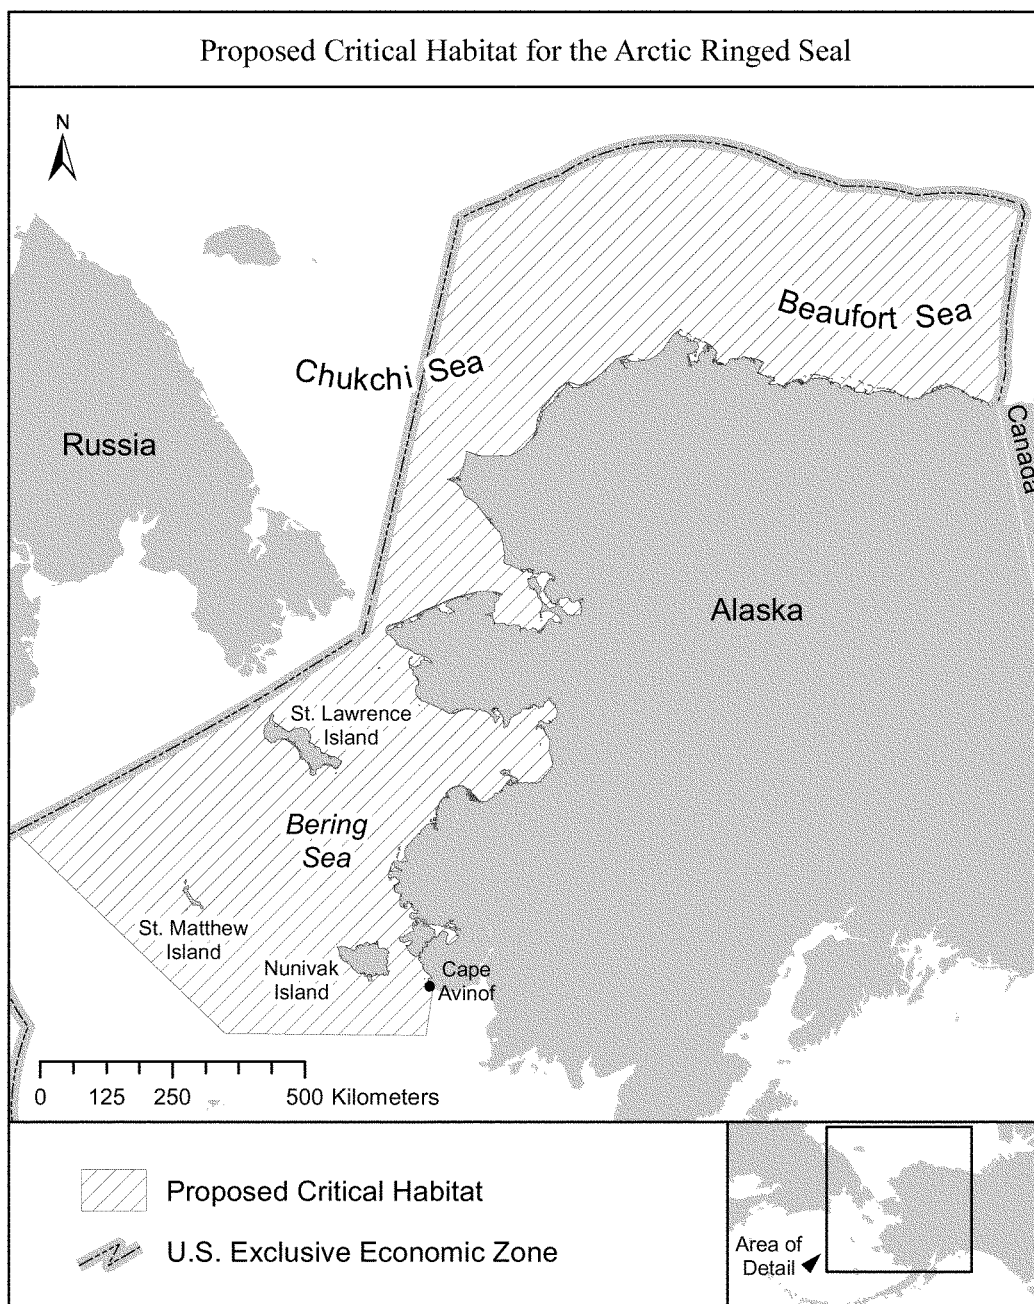 Proposed Critical Habitat for the Arctic Ringed Seal
N
Beaufort Sea
Chukchi Sea
Russia
Canada
Alaska
St. Lawrence
Island
Bering
Sea
St. Matthew
Island
Nunivak
Island
Cape
Avinof
0 125 250 500 Kilometers
Proposed Critical Habitat
U.S. Exclusive Economic Zone
Area of
Detail